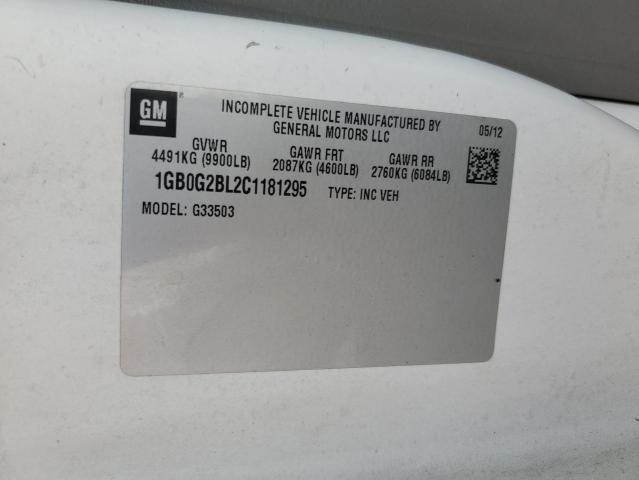 GM
INCOMPLETE VEHICLE MANUFACTURED BY
GENERAL MOTORS LLC
05/12
GVWR GAWR FRT GAWR RR
4491KG (9900LB) 2087KG (4600LB) 2760KG (6084LB)
1GB0G2BL2C1181295 TYPE: INC VEH
MODEL: G33503